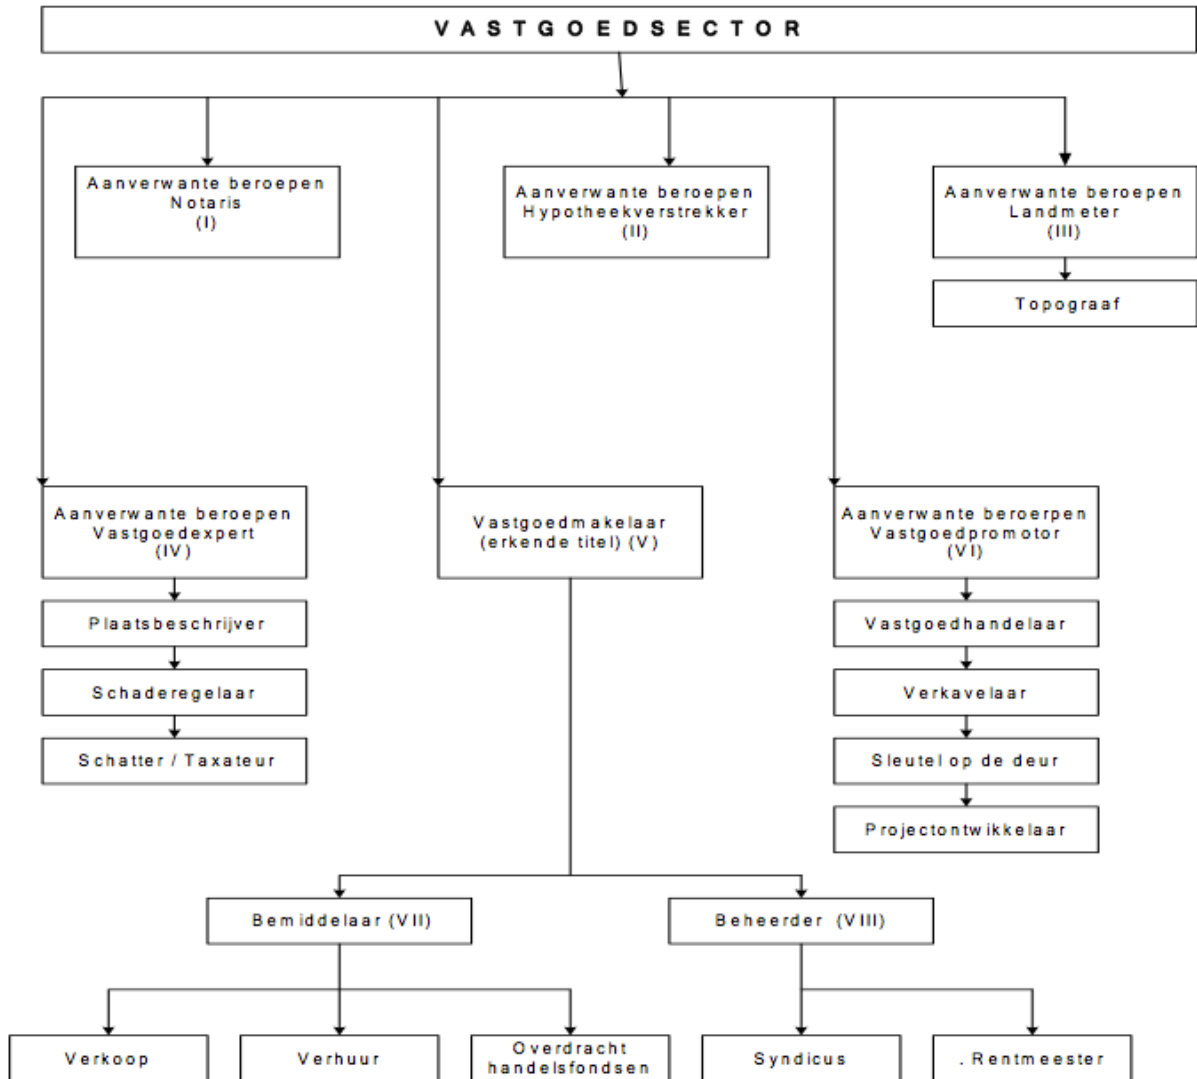 VASTGOEDSECTOR
Aanverwante beroepen
Notaris
(I)
Aanverwante beroepen
Hypotheekverstrekker
(II)
Aanverwante beroepen
Landmeter
(III)
Topograaf
Aanverwante beroepen
Vastgoedexpert
(IV)
Plaatsbeschrijver
Schaderegelaar
Schatter / Taxateur
Vastgoedmakelaar
(erkende titel) (V)
Aanverwante beroerpen
Vastgoedpromotor
(VI)
Vastgoedhandelaar
Verkavelaar
Sleutel op de deur
Projectontwikkelaar
Bemiddelaar (VII)
Beheerder (VIII)
Verkoop
Verhuur
Overdracht
handelsfondsen
Syndicus
. Rentmeester